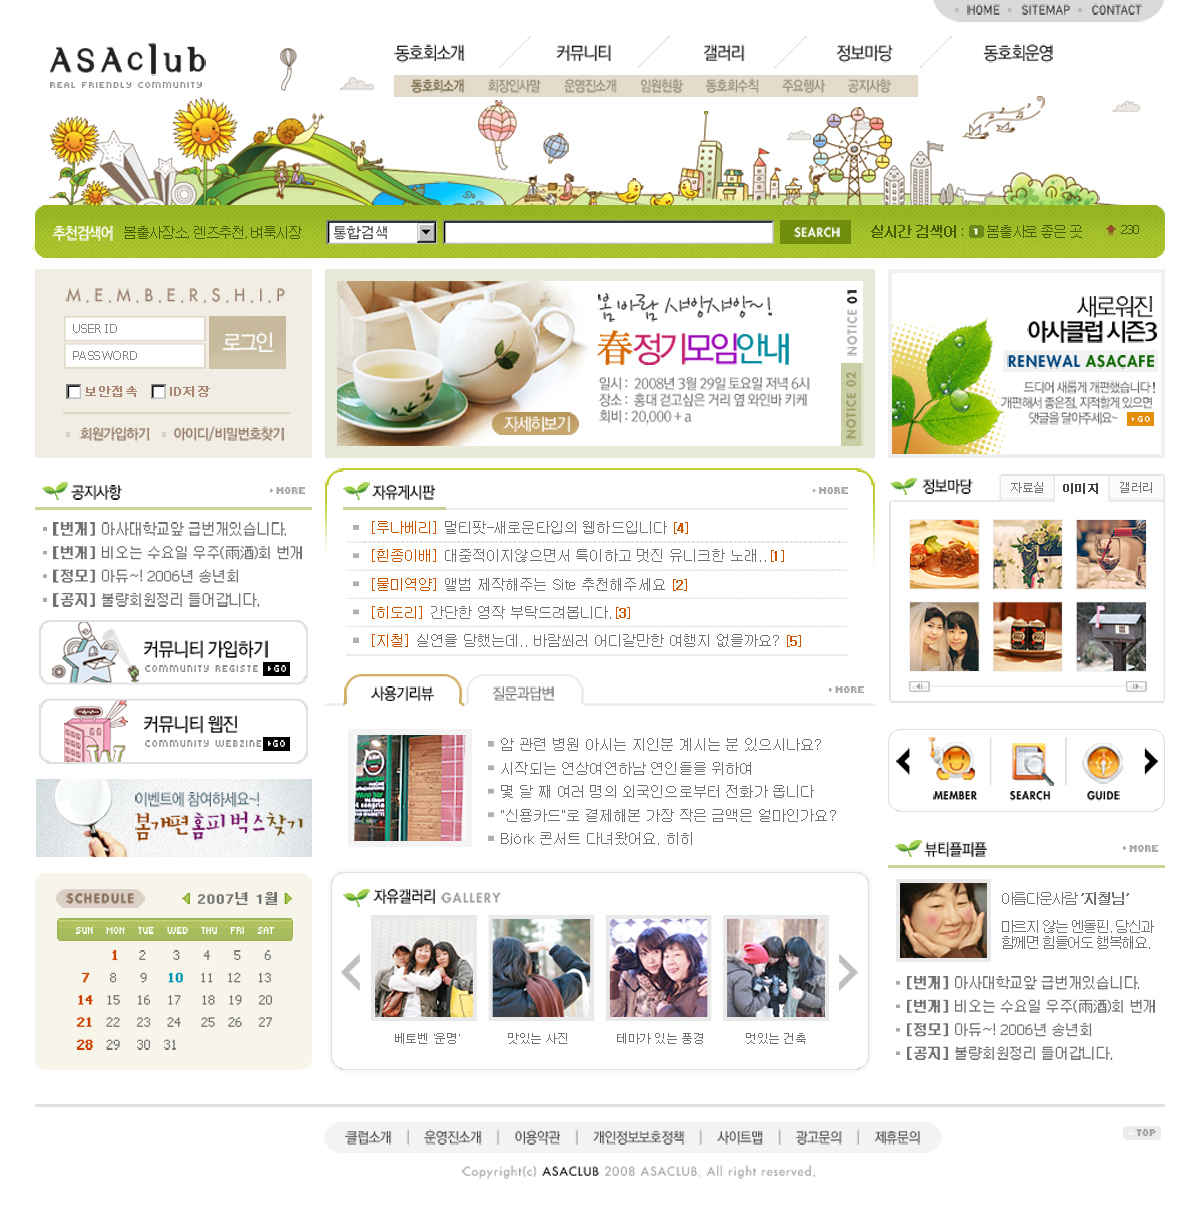 HOME SITEMAP CONTACT
ASAclub
REAL FRIENDLY COMMUNITY
동호회소개 커뮤니티 갤러리 정보마당 동호회운영
동호회소개 회장인사말 운영진소개 임원현황 동호회수칙 주요행사 공지사항
추천검색어 봄출사장소, 렌즈추천, 벼룩시장
통합검색 SEARCH
실시간 검색어 : 1 봄출사로 좋은 곳 230
M.E.M.B.E.R.S.H.I.P
USER ID
PASSWORD
로그인
보안접속 ID저장
회원가입하기 아이디/비밀번호찾기
봄바람 샤앙샤앙~!
春정기모임안내
일시 : 2008년 3월 29일 토요일 저녁 6시
장소 : 홍대 걷고싶은 거리 옆 와인바 키케
회비 : 20,000 + a
자세히보기
NOTICE 01
NOTICE 02
새로워진
아사클럽 시즌3
RENEWAL ASACAFE
드디어 새롭게 개편했습니다!
개편해서 좋은점, 지적할게 있으면
댓글을 달아주세요~ GO
공지사항 MORE
[번개] 아사대학교앞 급번개있습니다.
[번개] 비오는 수요일 우주(雨酒)회 번개
[정모] 아듀~! 2006년 송년회
[공지] 불량회원정리 들어갑니다.
커뮤니티 가입하기
COMMUNITY REGISTE GO
커뮤니티 웹진
COMMUNITY WEBZINE GO
이벤트에 참여하세요~!
봄개편 홈피 벅스찾기
SCHEDULE 2007년 1월
SUN MON TUE WED THU FRI SAT
1 2 3 4 5 6
7 8 9 10 11 12 13
14 15 16 17 18 19 20
21 22 23 24 25 26 27
28 29 30 31
자유게시판 MORE
[투나베리] 멀티팟-새로운타입의 웹하드입니다 [4]
[흰종이배] 대중적이지않으면서 특이하고 멋진 유니크한 노래..[1]
[물미역양] 앨범 제작해주는 Site 추천해주세요 [2]
[히도리] 간단한 영작 부탁드려봅니다.[3]
[지철] 실연을 당했는데.. 바람쐬러 어디갈만한 여행지 없을까요? [5]
사용기리뷰 질문과답변 MORE
암 관련 병원 아시는 지인분 계시는 분 있으시나요?
시작되는 연상여연하남 연인들을 위하여
몇 달 째 여러 명의 외국인으로부터 전화가 옵니다
"신용카드"로 결제해본 가장 작은 금액은 얼마인가요?
Björk 콘서트 다녀왔어요. 히히
자유갤러리 GALLERY
베토벤 '운명' 맛있는 사진 테마가 있는 풍경 멋있는 건축
정보마당 자료실 이미지 갤러리
MEMBER SEARCH GUIDE
뷰티플피플 MORE
아름다운사람 '지철님'
마르지 않는 엔돌핀, 당신과
함께면 힘들어도 행복해요.
[번개] 아사대학교앞 급번개있습니다.
[번개] 비오는 수요일 우주(雨酒)회 번개
[정모] 아듀~! 2006년 송년회
[공지] 불량회원정리 들어갑니다.
클럽소개 | 운영진소개 | 이용약관 | 개인정보보호정책 | 사이트맵 | 광고문의 | 제휴문의
TOP
Copyright(c) ASACLUB 2008 ASACLUB. All right reserved.